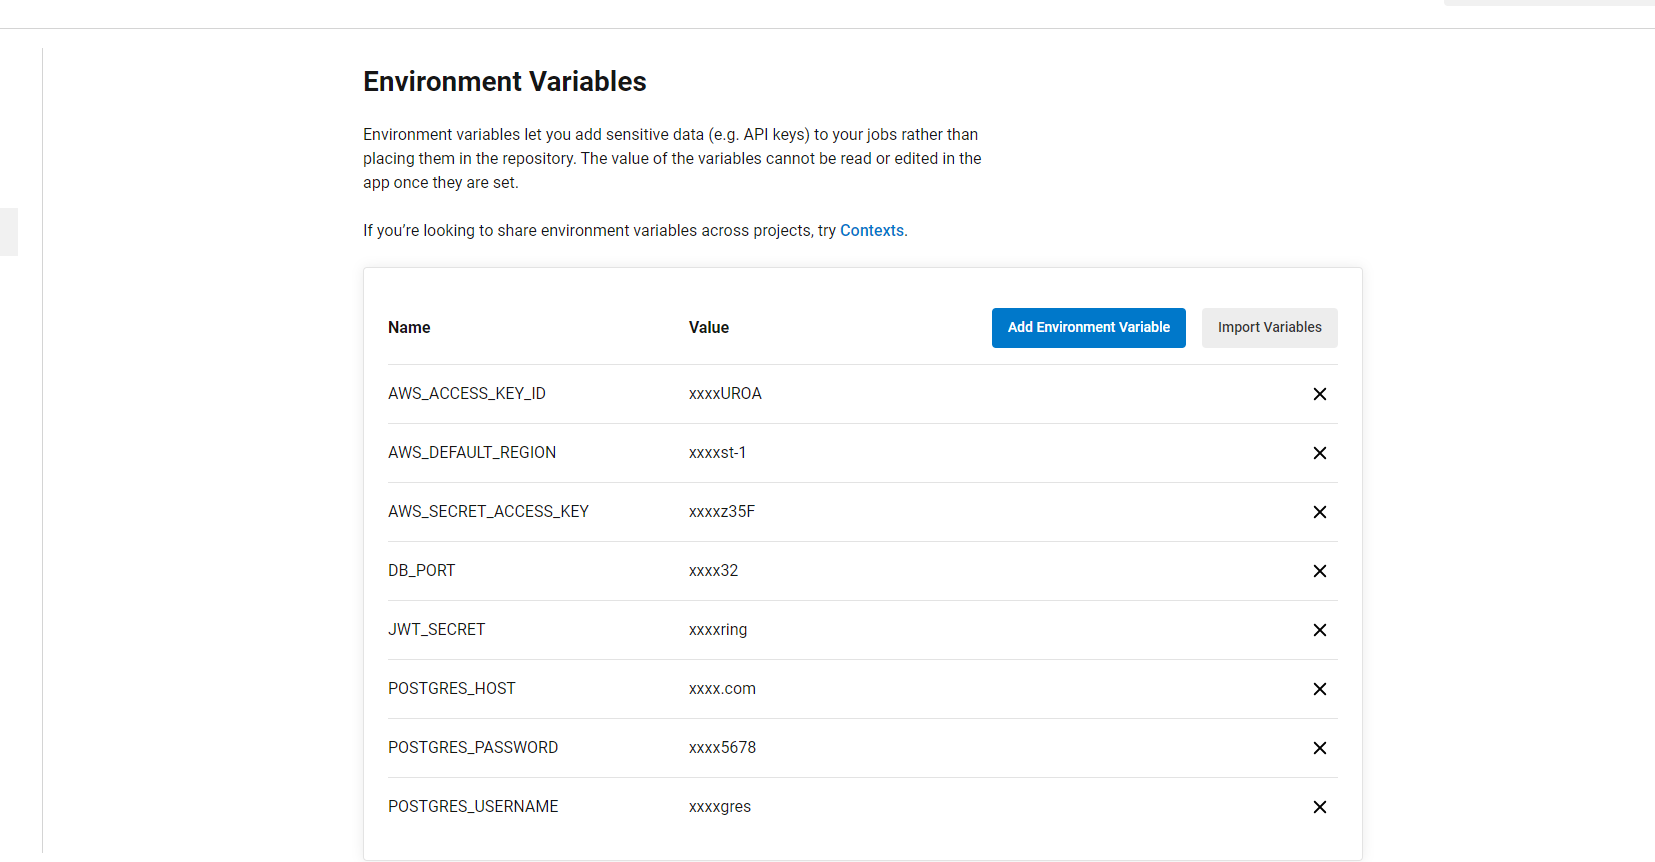 Environment Variables
Environment variables let you add sensitive data (e.g. API keys) to your jobs rather than
placing them in the repository. The value of the variables cannot be read or edited in the
app once they are set.
If you’re looking to share environment variables across projects, try Contexts.
Name Value Add Environment Variable Import Variables
AWS_ACCESS_KEY_ID xxxxUROA
AWS_DEFAULT_REGION xxxxst-1
AWS_SECRET_ACCESS_KEY xxxxz35F
DB_PORT xxxx32
JWT_SECRET xxxxring
POSTGRES_HOST xxxx.com
POSTGRES_PASSWORD xxxx5678
POSTGRES_USERNAME xxxxgres